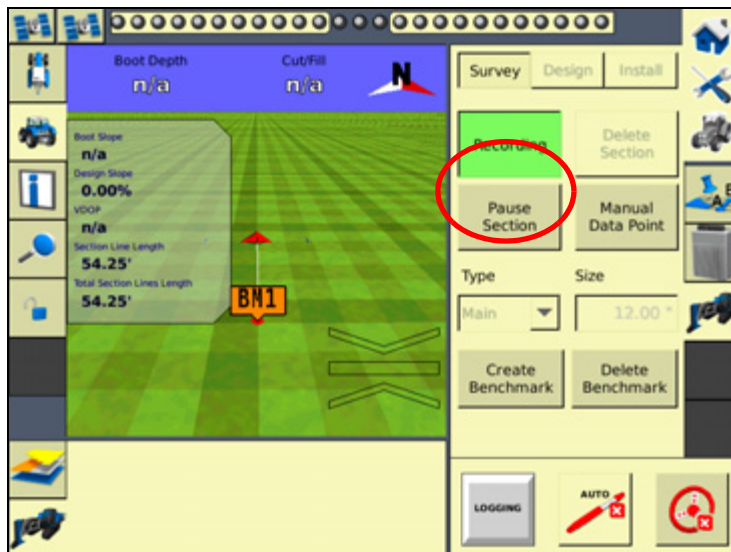 Boot Depth
n/a
Cut/Fill
n/a
N
Boot Slope
n/a
Design Slope
0.00%
VDOP
n/a
Section Line Length
54.25'
Total Section Lines Length
54.25'
BM1
Survey
Design
Install
Recording
Delete
Section
Pause
Section
Manual
Data Point
Type
Size
Main
12.00 "
Create
Benchmark
Delete
Benchmark
LOGGING
AUTO
A
B